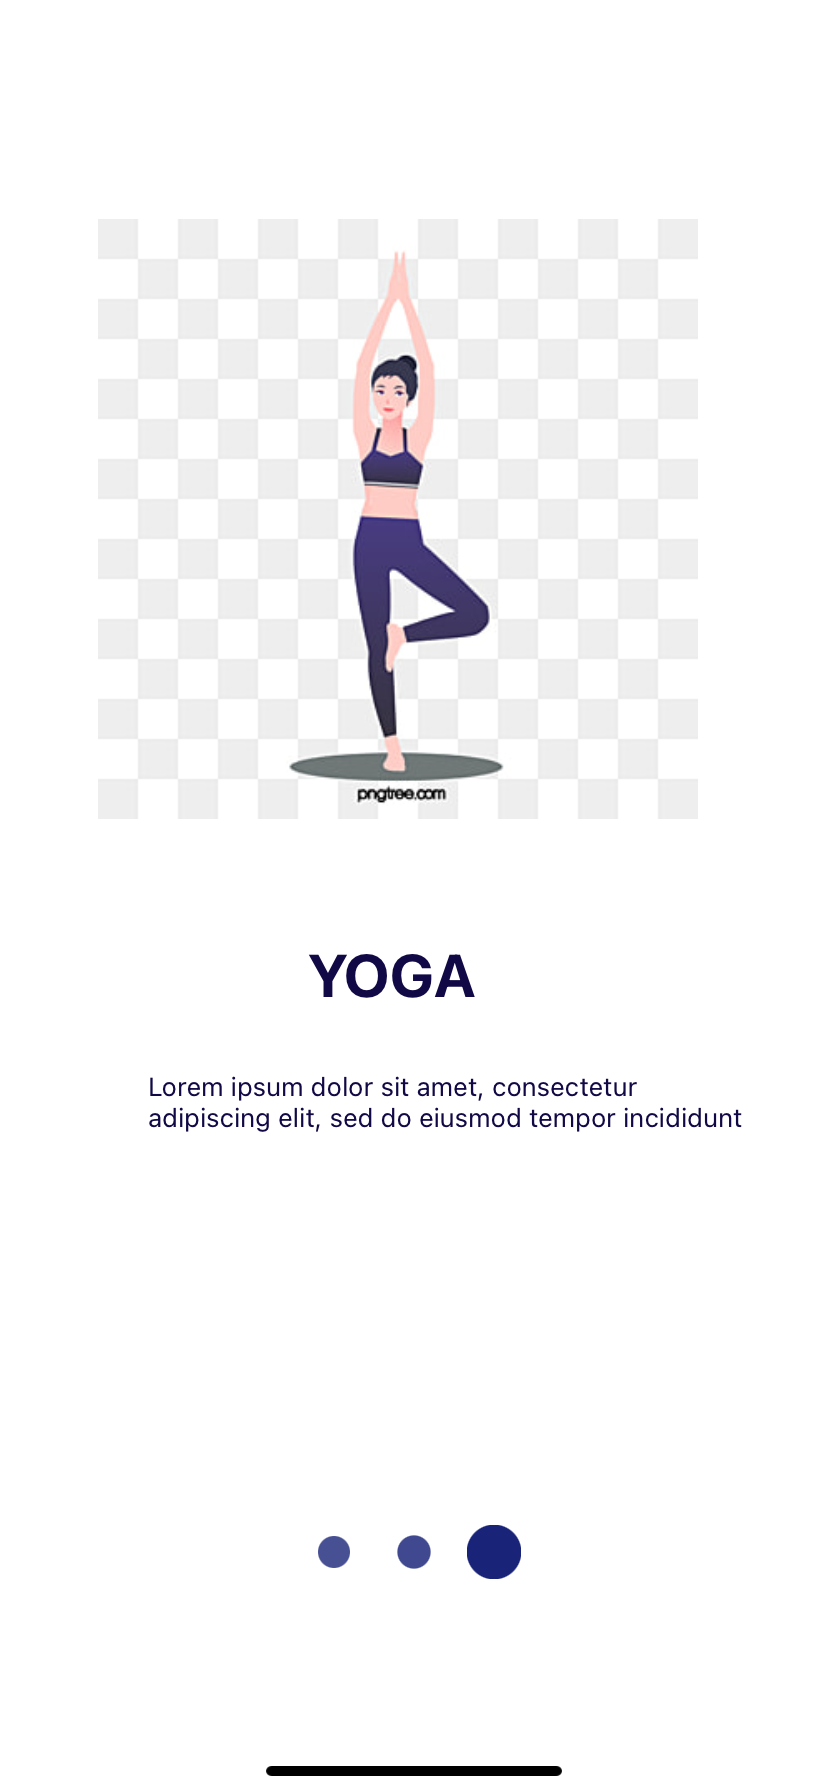 pngtree.com
YOGA
Lorem ipsum dolor sit amet, consectetur
adipiscing elit, sed do eiusmod tempor incididunt